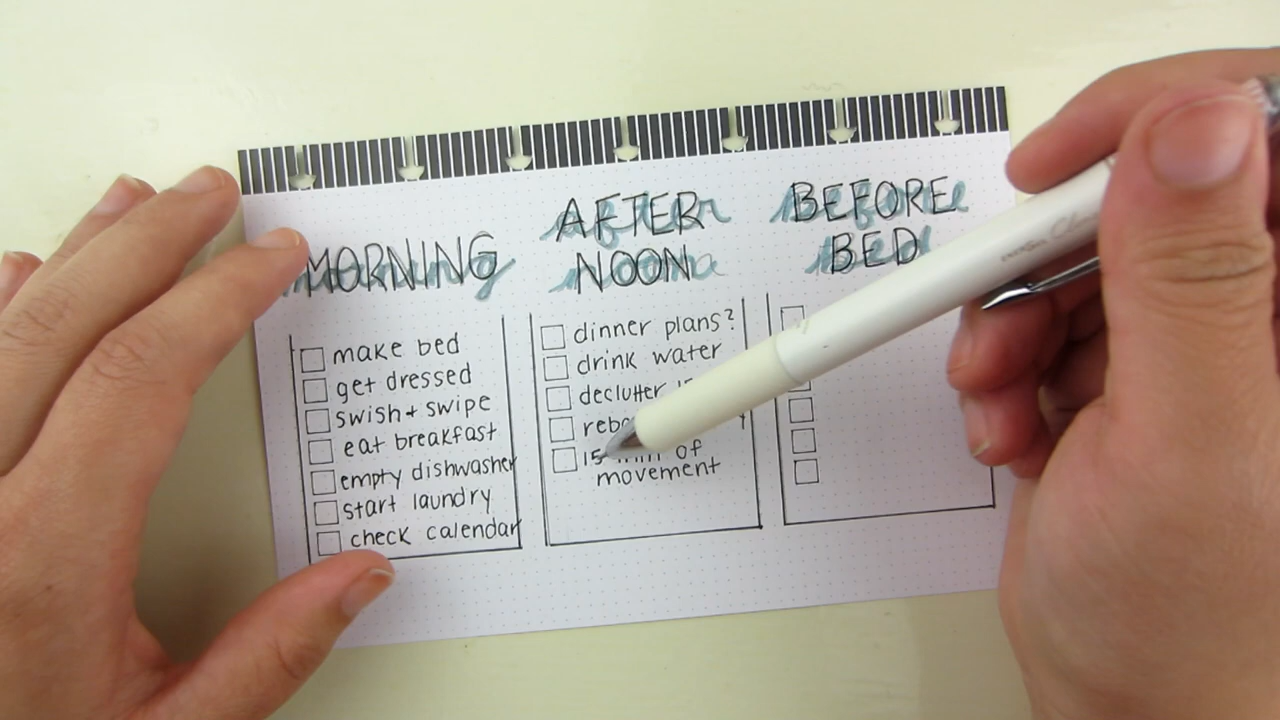 MORNING
make bed
get dressed
swish + swipe
eat breakfast
empty dishwasher
start laundry
check calendar
AFTER
NOON
dinner plans?
drink water
declutter
15 of
movement
BEFORE
BED